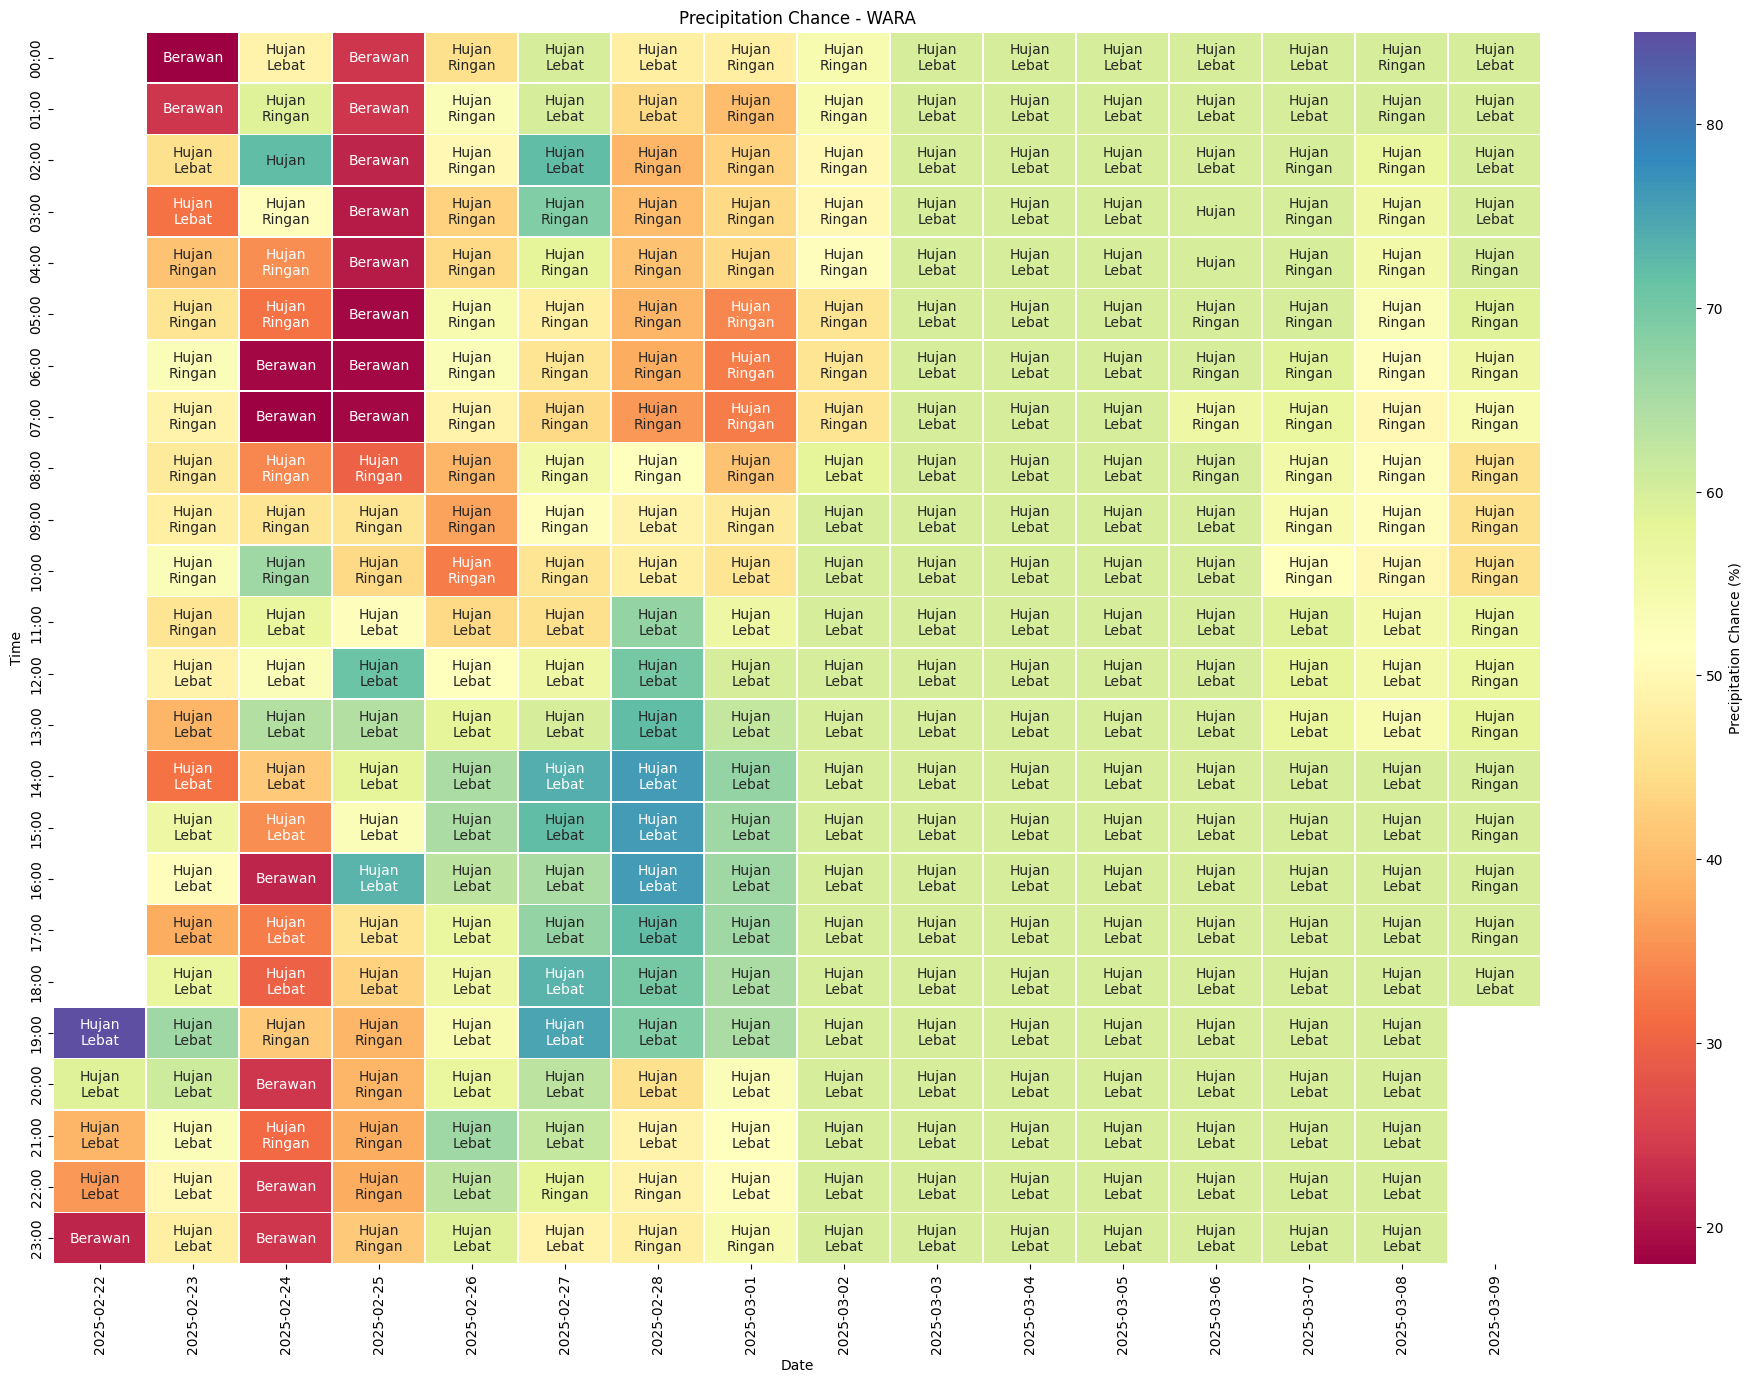 Precipitation Chance - WARA
Time
00:00 Berawan Hujan Lebat Berawan Hujan Ringan Hujan Lebat Hujan Lebat Hujan Ringan Hujan Ringan Hujan Lebat Hujan Lebat Hujan Lebat Hujan Lebat Hujan Lebat Hujan Ringan Hujan Lebat
01:00 Berawan Hujan Ringan Berawan Hujan Ringan Hujan Lebat Hujan Lebat Hujan Ringan Hujan Ringan Hujan Lebat Hujan Lebat Hujan Lebat Hujan Lebat Hujan Lebat Hujan Ringan Hujan Lebat
02:00 Hujan Lebat Hujan Berawan Hujan Ringan Hujan Lebat Hujan Ringan Hujan Ringan Hujan Ringan Hujan Lebat Hujan Lebat Hujan Lebat Hujan Lebat Hujan Ringan Hujan Ringan Hujan Lebat
03:00 Hujan Lebat Hujan Ringan Berawan Hujan Ringan Hujan Ringan Hujan Ringan Hujan Ringan Hujan Ringan Hujan Lebat Hujan Lebat Hujan Lebat Hujan Hujan Ringan Hujan Ringan Hujan Lebat
04:00 Hujan Ringan Hujan Ringan Berawan Hujan Ringan Hujan Ringan Hujan Ringan Hujan Ringan Hujan Ringan Hujan Lebat Hujan Lebat Hujan Lebat Hujan Hujan Ringan Hujan Ringan Hujan Ringan
05:00 Hujan Ringan Hujan Ringan Berawan Hujan Ringan Hujan Ringan Hujan Ringan Hujan Ringan Hujan Ringan Hujan Lebat Hujan Lebat Hujan Lebat Hujan Ringan Hujan Ringan Hujan Ringan Hujan Ringan
06:00 Hujan Ringan Berawan Berawan Hujan Ringan Hujan Ringan Hujan Ringan Hujan Ringan Hujan Ringan Hujan Lebat Hujan Lebat Hujan Lebat Hujan Ringan Hujan Ringan Hujan Ringan Hujan Ringan
07:00 Hujan Ringan Berawan Berawan Hujan Ringan Hujan Ringan Hujan Ringan Hujan Ringan Hujan Ringan Hujan Lebat Hujan Lebat Hujan Lebat Hujan Ringan Hujan Ringan Hujan Ringan Hujan Ringan
08:00 Hujan Ringan Hujan Ringan Hujan Ringan Hujan Ringan Hujan Ringan Hujan Ringan Hujan Ringan Hujan Lebat Hujan Lebat Hujan Lebat Hujan Lebat Hujan Ringan Hujan Ringan Hujan Ringan Hujan Ringan
09:00 Hujan Ringan Hujan Ringan Hujan Ringan Hujan Ringan Hujan Ringan Hujan Lebat Hujan Ringan Hujan Lebat Hujan Lebat Hujan Lebat Hujan Lebat Hujan Lebat Hujan Ringan Hujan Ringan Hujan Ringan
10:00 Hujan Ringan Hujan Ringan Hujan Ringan Hujan Ringan Hujan Ringan Hujan Lebat Hujan Lebat Hujan Lebat Hujan Lebat Hujan Lebat Hujan Lebat Hujan Lebat Hujan Ringan Hujan Ringan Hujan Ringan
11:00 Hujan Ringan Hujan Lebat Hujan Lebat Hujan Lebat Hujan Lebat Hujan Lebat Hujan Lebat Hujan Lebat Hujan Lebat Hujan Lebat Hujan Lebat Hujan Lebat Hujan Lebat Hujan Lebat Hujan Ringan
12:00 Hujan Lebat Hujan Lebat Hujan Lebat Hujan Lebat Hujan Lebat Hujan Lebat Hujan Lebat Hujan Lebat Hujan Lebat Hujan Lebat Hujan Lebat Hujan Lebat Hujan Lebat Hujan Lebat Hujan Ringan
13:00 Hujan Lebat Hujan Lebat Hujan Lebat Hujan Lebat Hujan Lebat Hujan Lebat Hujan Lebat Hujan Lebat Hujan Lebat Hujan Lebat Hujan Lebat Hujan Lebat Hujan Lebat Hujan Lebat Hujan Ringan
14:00 Hujan Lebat Hujan Lebat Hujan Lebat Hujan Lebat Hujan Lebat Hujan Lebat Hujan Lebat Hujan Lebat Hujan Lebat Hujan Lebat Hujan Lebat Hujan Lebat Hujan Lebat Hujan Lebat Hujan Ringan
15:00 Hujan Lebat Hujan Lebat Hujan Lebat Hujan Lebat Hujan Lebat Hujan Lebat Hujan Lebat Hujan Lebat Hujan Lebat Hujan Lebat Hujan Lebat Hujan Lebat Hujan Lebat Hujan Lebat Hujan Ringan
16:00 Hujan Lebat Berawan Hujan Lebat Hujan Lebat Hujan Lebat Hujan Lebat Hujan Lebat Hujan Lebat Hujan Lebat Hujan Lebat Hujan Lebat Hujan Lebat Hujan Lebat Hujan Lebat Hujan Ringan
17:00 Hujan Lebat Hujan Lebat Hujan Lebat Hujan Lebat Hujan Lebat Hujan Lebat Hujan Lebat Hujan Lebat Hujan Lebat Hujan Lebat Hujan Lebat Hujan Lebat Hujan Lebat Hujan Lebat Hujan Ringan
18:00 Hujan Lebat Hujan Lebat Hujan Lebat Hujan Lebat Hujan Lebat Hujan Lebat Hujan Lebat Hujan Lebat Hujan Lebat Hujan Lebat Hujan Lebat Hujan Lebat Hujan Lebat Hujan Lebat Hujan Lebat
19:00 Hujan Lebat Hujan Lebat Hujan Ringan Hujan Ringan Hujan Lebat Hujan Lebat Hujan Lebat Hujan Lebat Hujan Lebat Hujan Lebat Hujan Lebat Hujan Lebat Hujan Lebat Hujan Lebat Hujan Lebat
20:00 Hujan Lebat Hujan Lebat Berawan Hujan Ringan Hujan Lebat Hujan Lebat Hujan Lebat Hujan Lebat Hujan Lebat Hujan Lebat Hujan Lebat Hujan Lebat Hujan Lebat Hujan Lebat Hujan Lebat
21:00 Hujan Lebat Hujan Lebat Hujan Ringan Hujan Ringan Hujan Lebat Hujan Lebat Hujan Lebat Hujan Lebat Hujan Lebat Hujan Lebat Hujan Lebat Hujan Lebat Hujan Lebat Hujan Lebat Hujan Lebat
22:00 Hujan Lebat Hujan Lebat Berawan Hujan Ringan Hujan Lebat Hujan Ringan Hujan Ringan Hujan Lebat Hujan Lebat Hujan Lebat Hujan Lebat Hujan Lebat Hujan Lebat Hujan Lebat Hujan Lebat
23:00 Berawan Hujan Lebat Berawan Hujan Ringan Hujan Lebat Hujan Lebat Hujan Ringan Hujan Ringan Hujan Lebat Hujan Lebat Hujan Lebat Hujan Lebat Hujan Lebat Hujan Lebat Hujan Lebat
2025-02-22 2025-02-23 2025-02-24 2025-02-25 2025-02-26 2025-02-27 2025-02-28 2025-03-01 2025-03-02 2025-03-03 2025-03-04 2025-03-05 2025-03-06 2025-03-07 2025-03-08 2025-03-09
Date
80
70
60
50
40
30
20
Precipitation Chance (%)